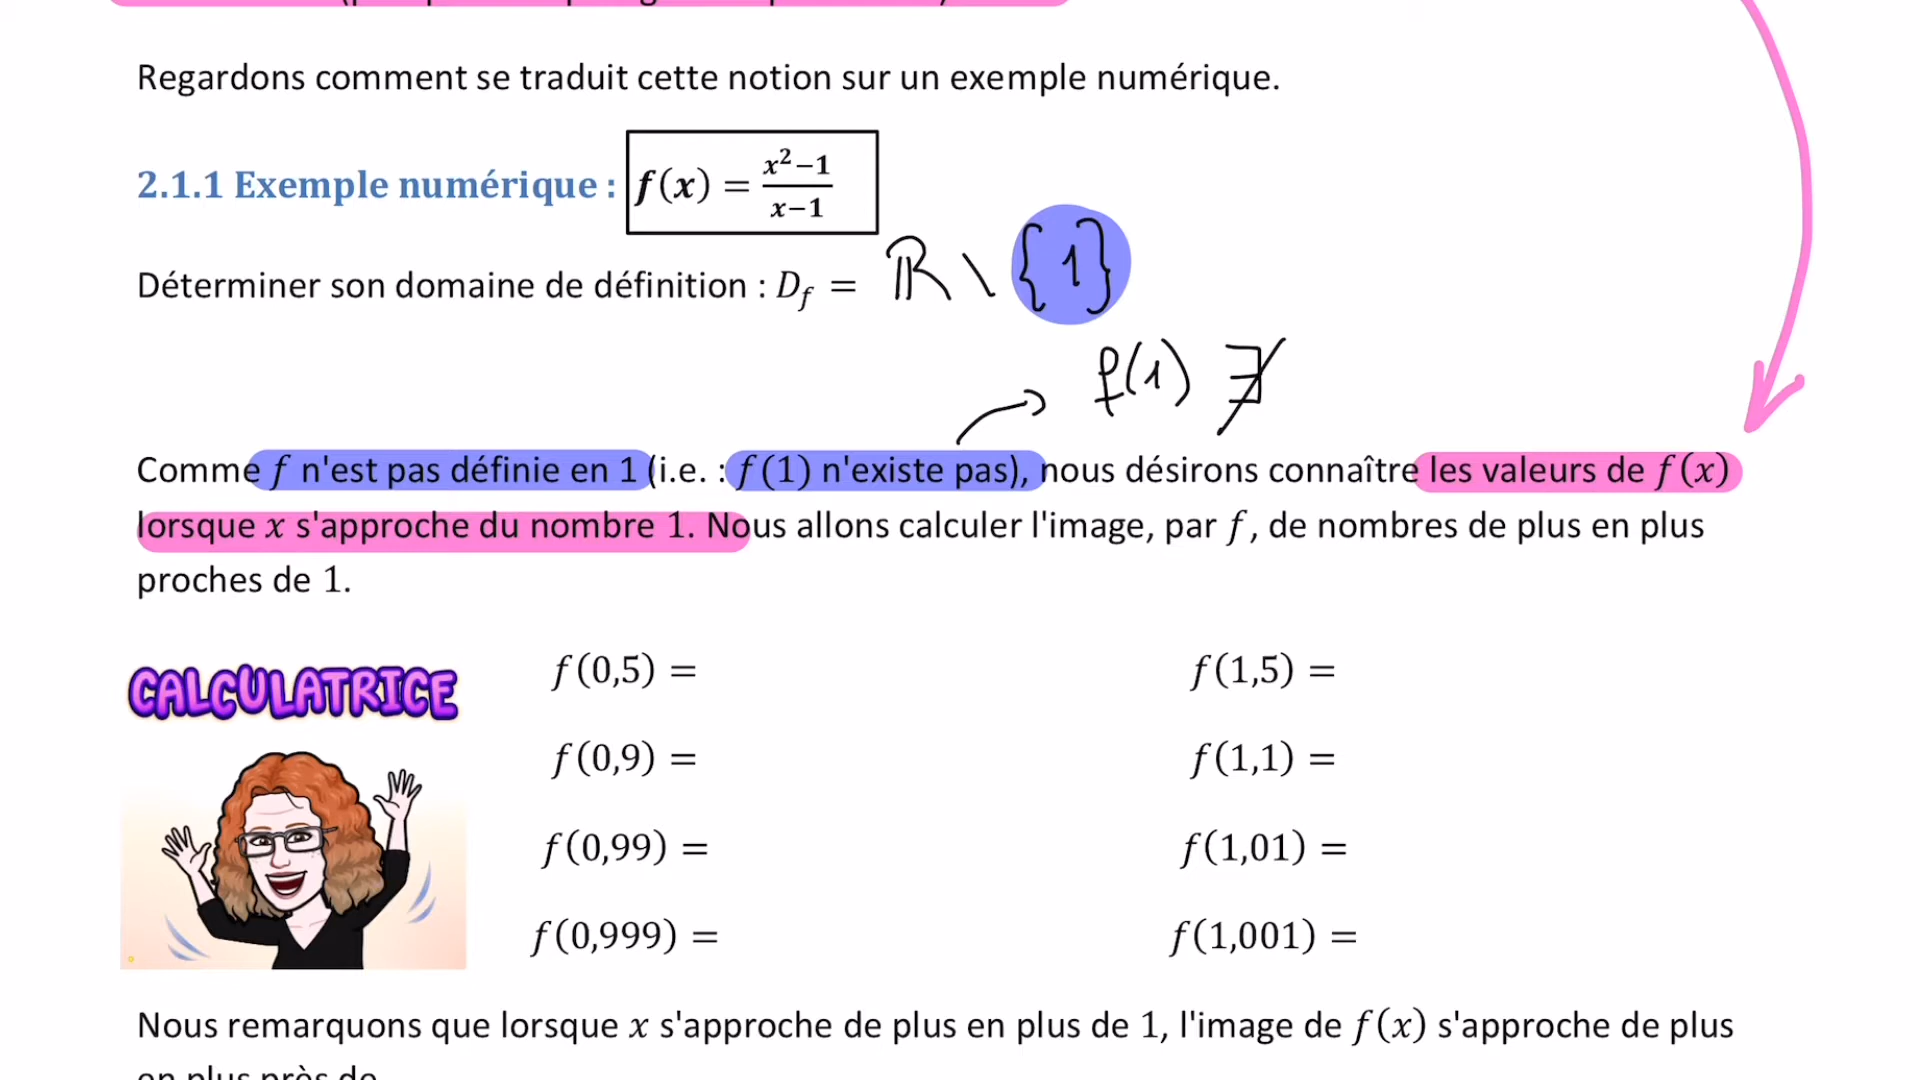 Regardons comment se traduit cette notion sur un exemple numérique.
2.1.1 Exemple numérique : f(x) = (x²−1)/(x−1)
Déterminer son domaine de définition : D_f = ℝ \ {1}
f(1) ∄
Comme f n'est pas définie en 1 (i.e. : f(1) n'existe pas), nous désirons connaître les valeurs de f(x)
lorsque x s'approche du nombre 1. Nous allons calculer l'image, par f, de nombres de plus en plus
proches de 1.
CALCULATRICE
f(0,5) =
f(1,5) =
f(0,9) =
f(1,1) =
f(0,99) =
f(1,01) =
f(0,999) =
f(1,001) =
Nous remarquons que lorsque x s'approche de plus en plus de 1, l'image de f(x) s'approche de plus
en plus près de